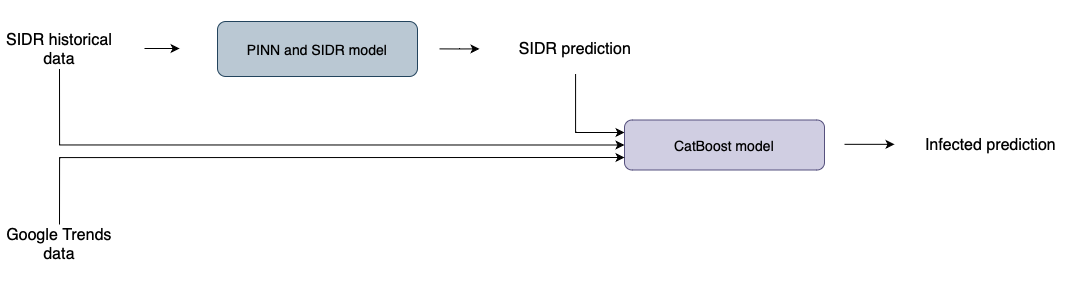 SIDR historical
data
PINN and SIDR model
SIDR prediction
CatBoost model
Infected prediction
Google Trends
data